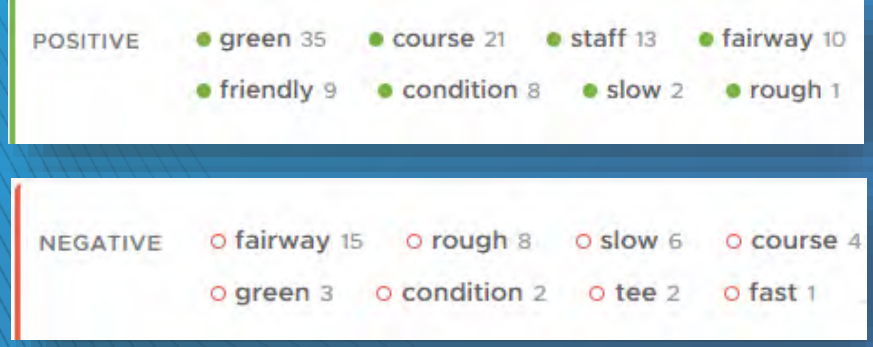 POSITIVE green 35 course 21 staff 13 fairway 10
friendly 9 condition 8 slow 2 rough 1
NEGATIVE fairway 15 rough 8 slow 6 course 4
green 3 condition 2 tee 2 fast 1